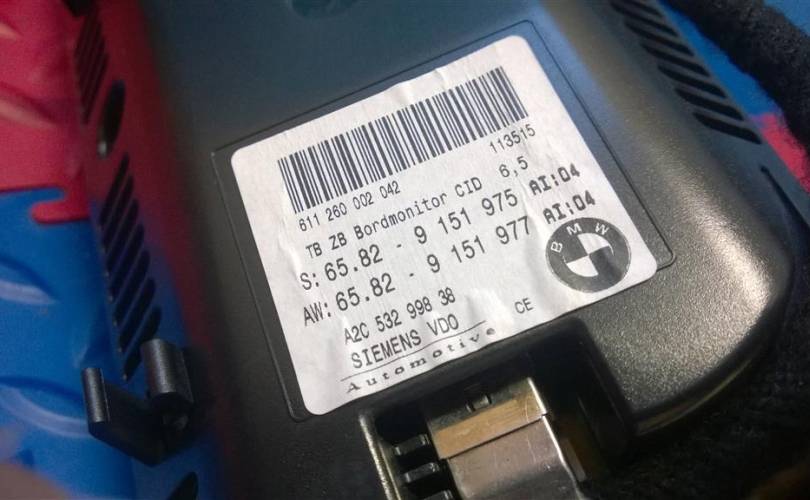 611 260 002 042
113515
TB ZB Bordmonitor CID 6,5
S: 65.82 - 9 151 975 AI:04
AW: 65.82 - 9 151 977 AI:04
A2C 532 998 38
SIEMENS VDO CE
Automotive
BMW